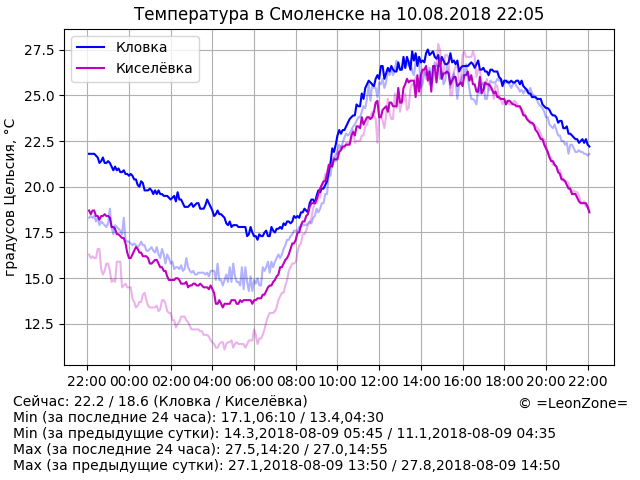 Температура в Смоленске на 10.08.2018 22:05
Кловка
Киселёвка
градусов Цельсия, °C
27.5
25.0
22.5
20.0
17.5
15.0
12.5
22:00 00:00 02:00 04:00 06:00 08:00 10:00 12:00 14:00 16:00 18:00 20:00 22:00
Сейчас: 22.2 / 18.6 (Кловка / Киселёвка)
© =LeonZone=
Min (за последние 24 часа): 17.1,06:10 / 13.4,04:30
Min (за предыдущие сутки): 14.3,2018-08-09 05:45 / 11.1,2018-08-09 04:35
Max (за последние 24 часа): 27.5,14:20 / 27.0,14:55
Max (за предыдущие сутки): 27.1,2018-08-09 13:50 / 27.8,2018-08-09 14:50